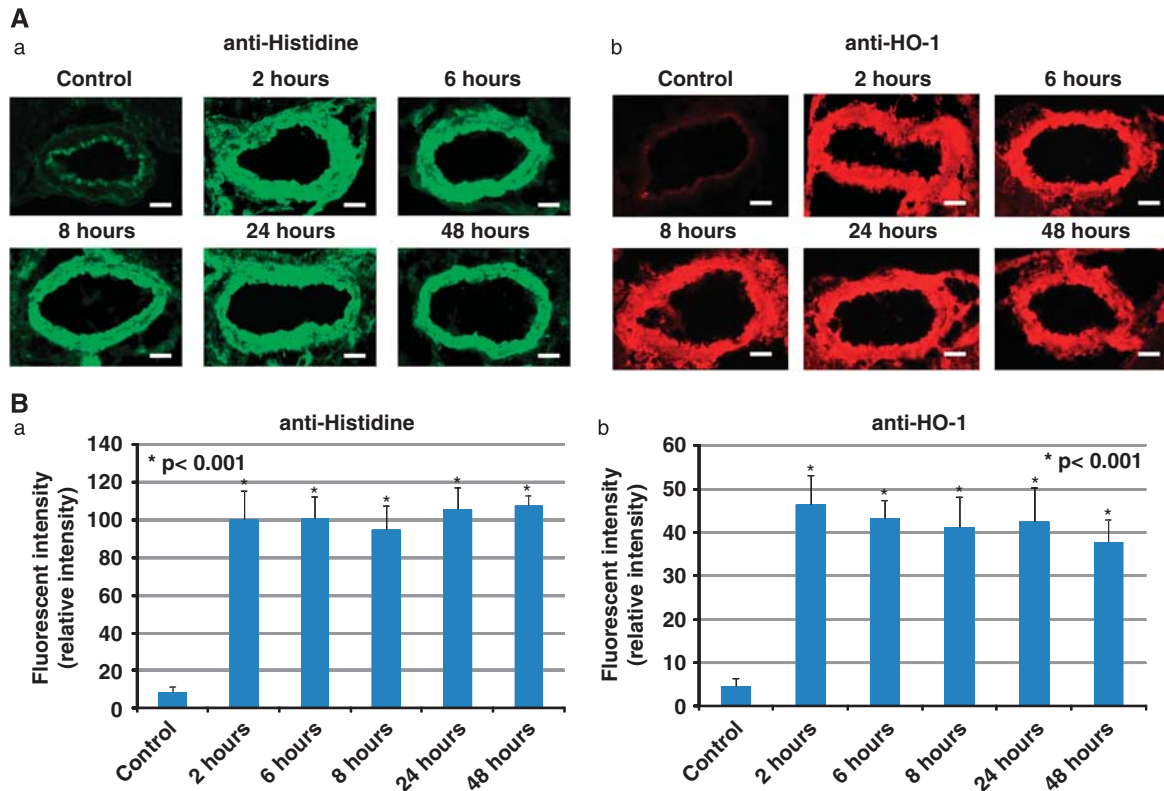 A
a
anti-Histidine
Control 2 hours 6 hours
8 hours 24 hours 48 hours
b
anti-HO-1
Control 2 hours 6 hours
8 hours 24 hours 48 hours
B
a
anti-Histidine
* p< 0.001
Fluorescent intensity
(relative intensity)
140
120
100
80
60
40
20
0
* * * * *
Control 2 hours 6 hours 8 hours 24 hours 48 hours
b
anti-HO-1
* p< 0.001
Fluorescent intensity
(relative intensity)
60
50
40
30
20
10
0
* * * * *
Control 2 hours 6 hours 8 hours 24 hours 48 hours